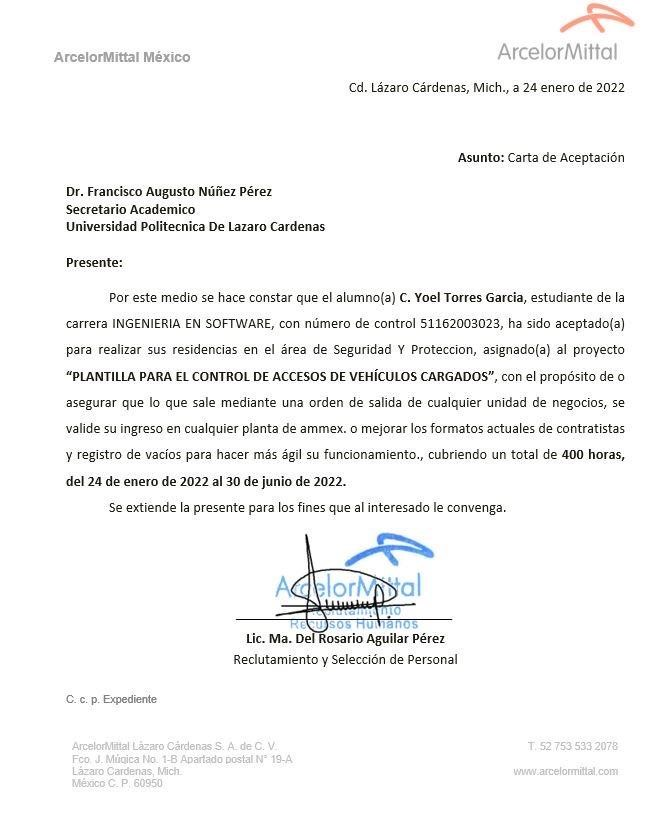 ArcelorMittal México
ArcelorMittal
Cd. Lázaro Cárdenas, Mich., a 24 enero de 2022
Asunto: Carta de Aceptación
Dr. Francisco Augusto Núñez Pérez
Secretario Academico
Universidad Politecnica De Lazaro Cardenas
Presente:
Por este medio se hace constar que el alumno(a) C. Yoel Torres Garcia, estudiante de la
carrera INGENIERIA EN SOFTWARE, con número de control 51162003023, ha sido aceptado(a)
para realizar sus residencias en el área de Seguridad Y Proteccion, asignado(a) al proyecto
“PLANTILLA PARA EL CONTROL DE ACCESOS DE VEHÍCULOS CARGADOS”, con el propósito de o
asegurar que lo que sale mediante una orden de salida de cualquier unidad de negocios, se
valide su ingreso en cualquier planta de ammex. o mejorar los formatos actuales de contratistas
y registro de vacíos para hacer más ágil su funcionamiento., cubriendo un total de 400 horas,
del 24 de enero de 2022 al 30 de junio de 2022.
Se extiende la presente para los fines que al interesado le convenga.
ArcelorMittal
Reclutamiento
Recursos Humanos
Lic. Ma. Del Rosario Aguilar Pérez
Reclutamiento y Selección de Personal
C. c. p. Expediente
ArcelorMittal Lázaro Cárdenas S. A. de C. V.
Fco. J. Múgica No. 1-B Apartado postal N° 19-A
Lázaro Cardenas, Mich.
México C. P. 60950
T. 52 753 533 2078
www.arcelormittal.com